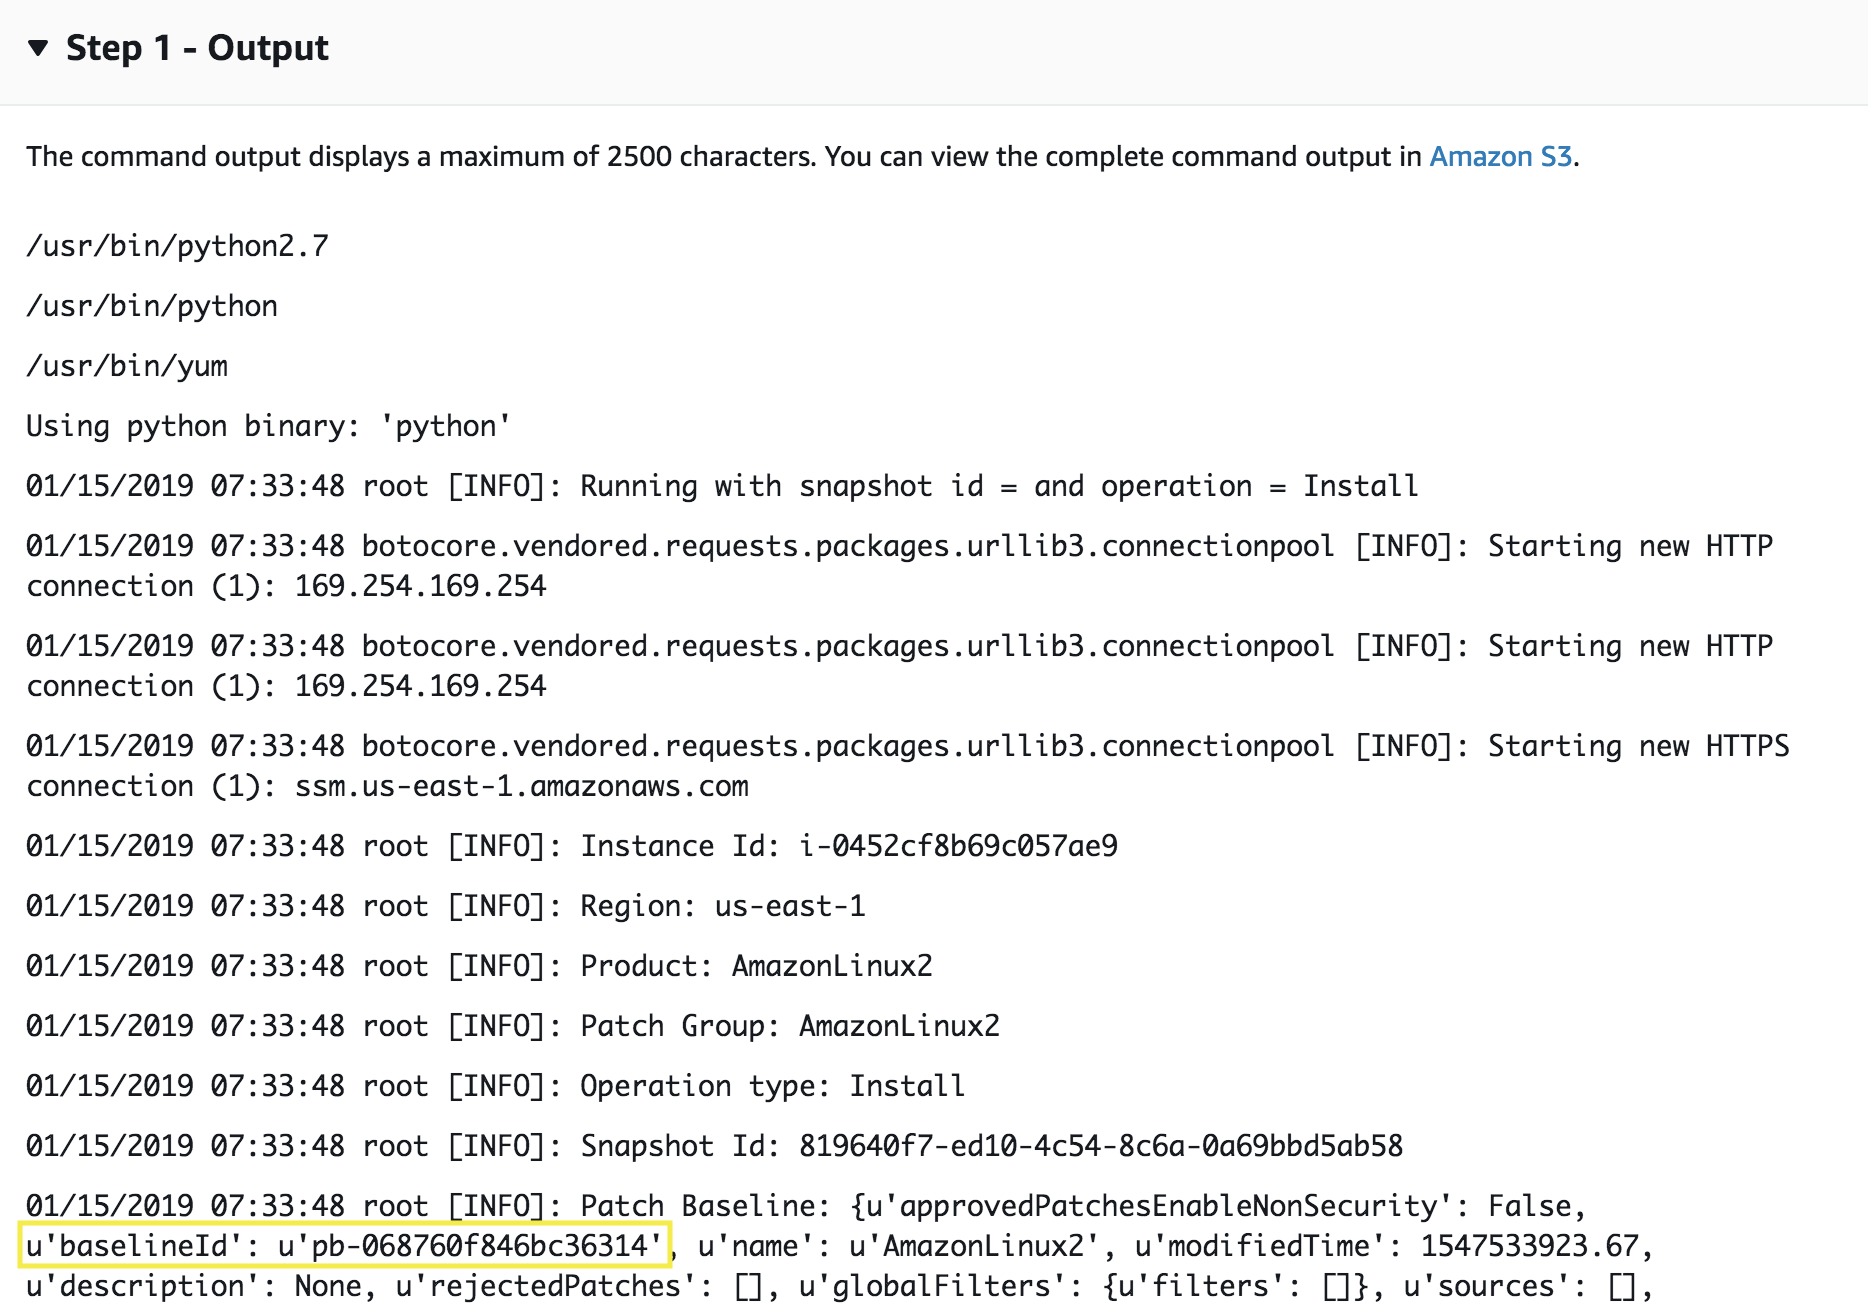 Step 1 - Output
The command output displays a maximum of 2500 characters. You can view the complete command output in Amazon S3.
/usr/bin/python2.7
/usr/bin/python
/usr/bin/yum
Using python binary: 'python'
01/15/2019 07:33:48 root [INFO]: Running with snapshot id = and operation = Install
01/15/2019 07:33:48 botocore.vendored.requests.packages.urllib3.connectionpool [INFO]: Starting new HTTP
connection (1): 169.254.169.254
01/15/2019 07:33:48 botocore.vendored.requests.packages.urllib3.connectionpool [INFO]: Starting new HTTP
connection (1): 169.254.169.254
01/15/2019 07:33:48 botocore.vendored.requests.packages.urllib3.connectionpool [INFO]: Starting new HTTPS
connection (1): ssm.us-east-1.amazonaws.com
01/15/2019 07:33:48 root [INFO]: Instance Id: i-0452cf8b69c057ae9
01/15/2019 07:33:48 root [INFO]: Region: us-east-1
01/15/2019 07:33:48 root [INFO]: Product: AmazonLinux2
01/15/2019 07:33:48 root [INFO]: Patch Group: AmazonLinux2
01/15/2019 07:33:48 root [INFO]: Operation type: Install
01/15/2019 07:33:48 root [INFO]: Snapshot Id: 819640f7-ed10-4c54-8c6a-0a69bbd5ab58
01/15/2019 07:33:48 root [INFO]: Patch Baseline: {u'approvedPatchesEnableNonSecurity': False,
u'baselineId': u'pb-068760f846bc36314', u'name': u'AmazonLinux2', u'modifiedTime': 1547533923.67,
u'description': None, u'rejectedPatches': [], u'globalFilters': {u'filters': []}, u'sources': [],